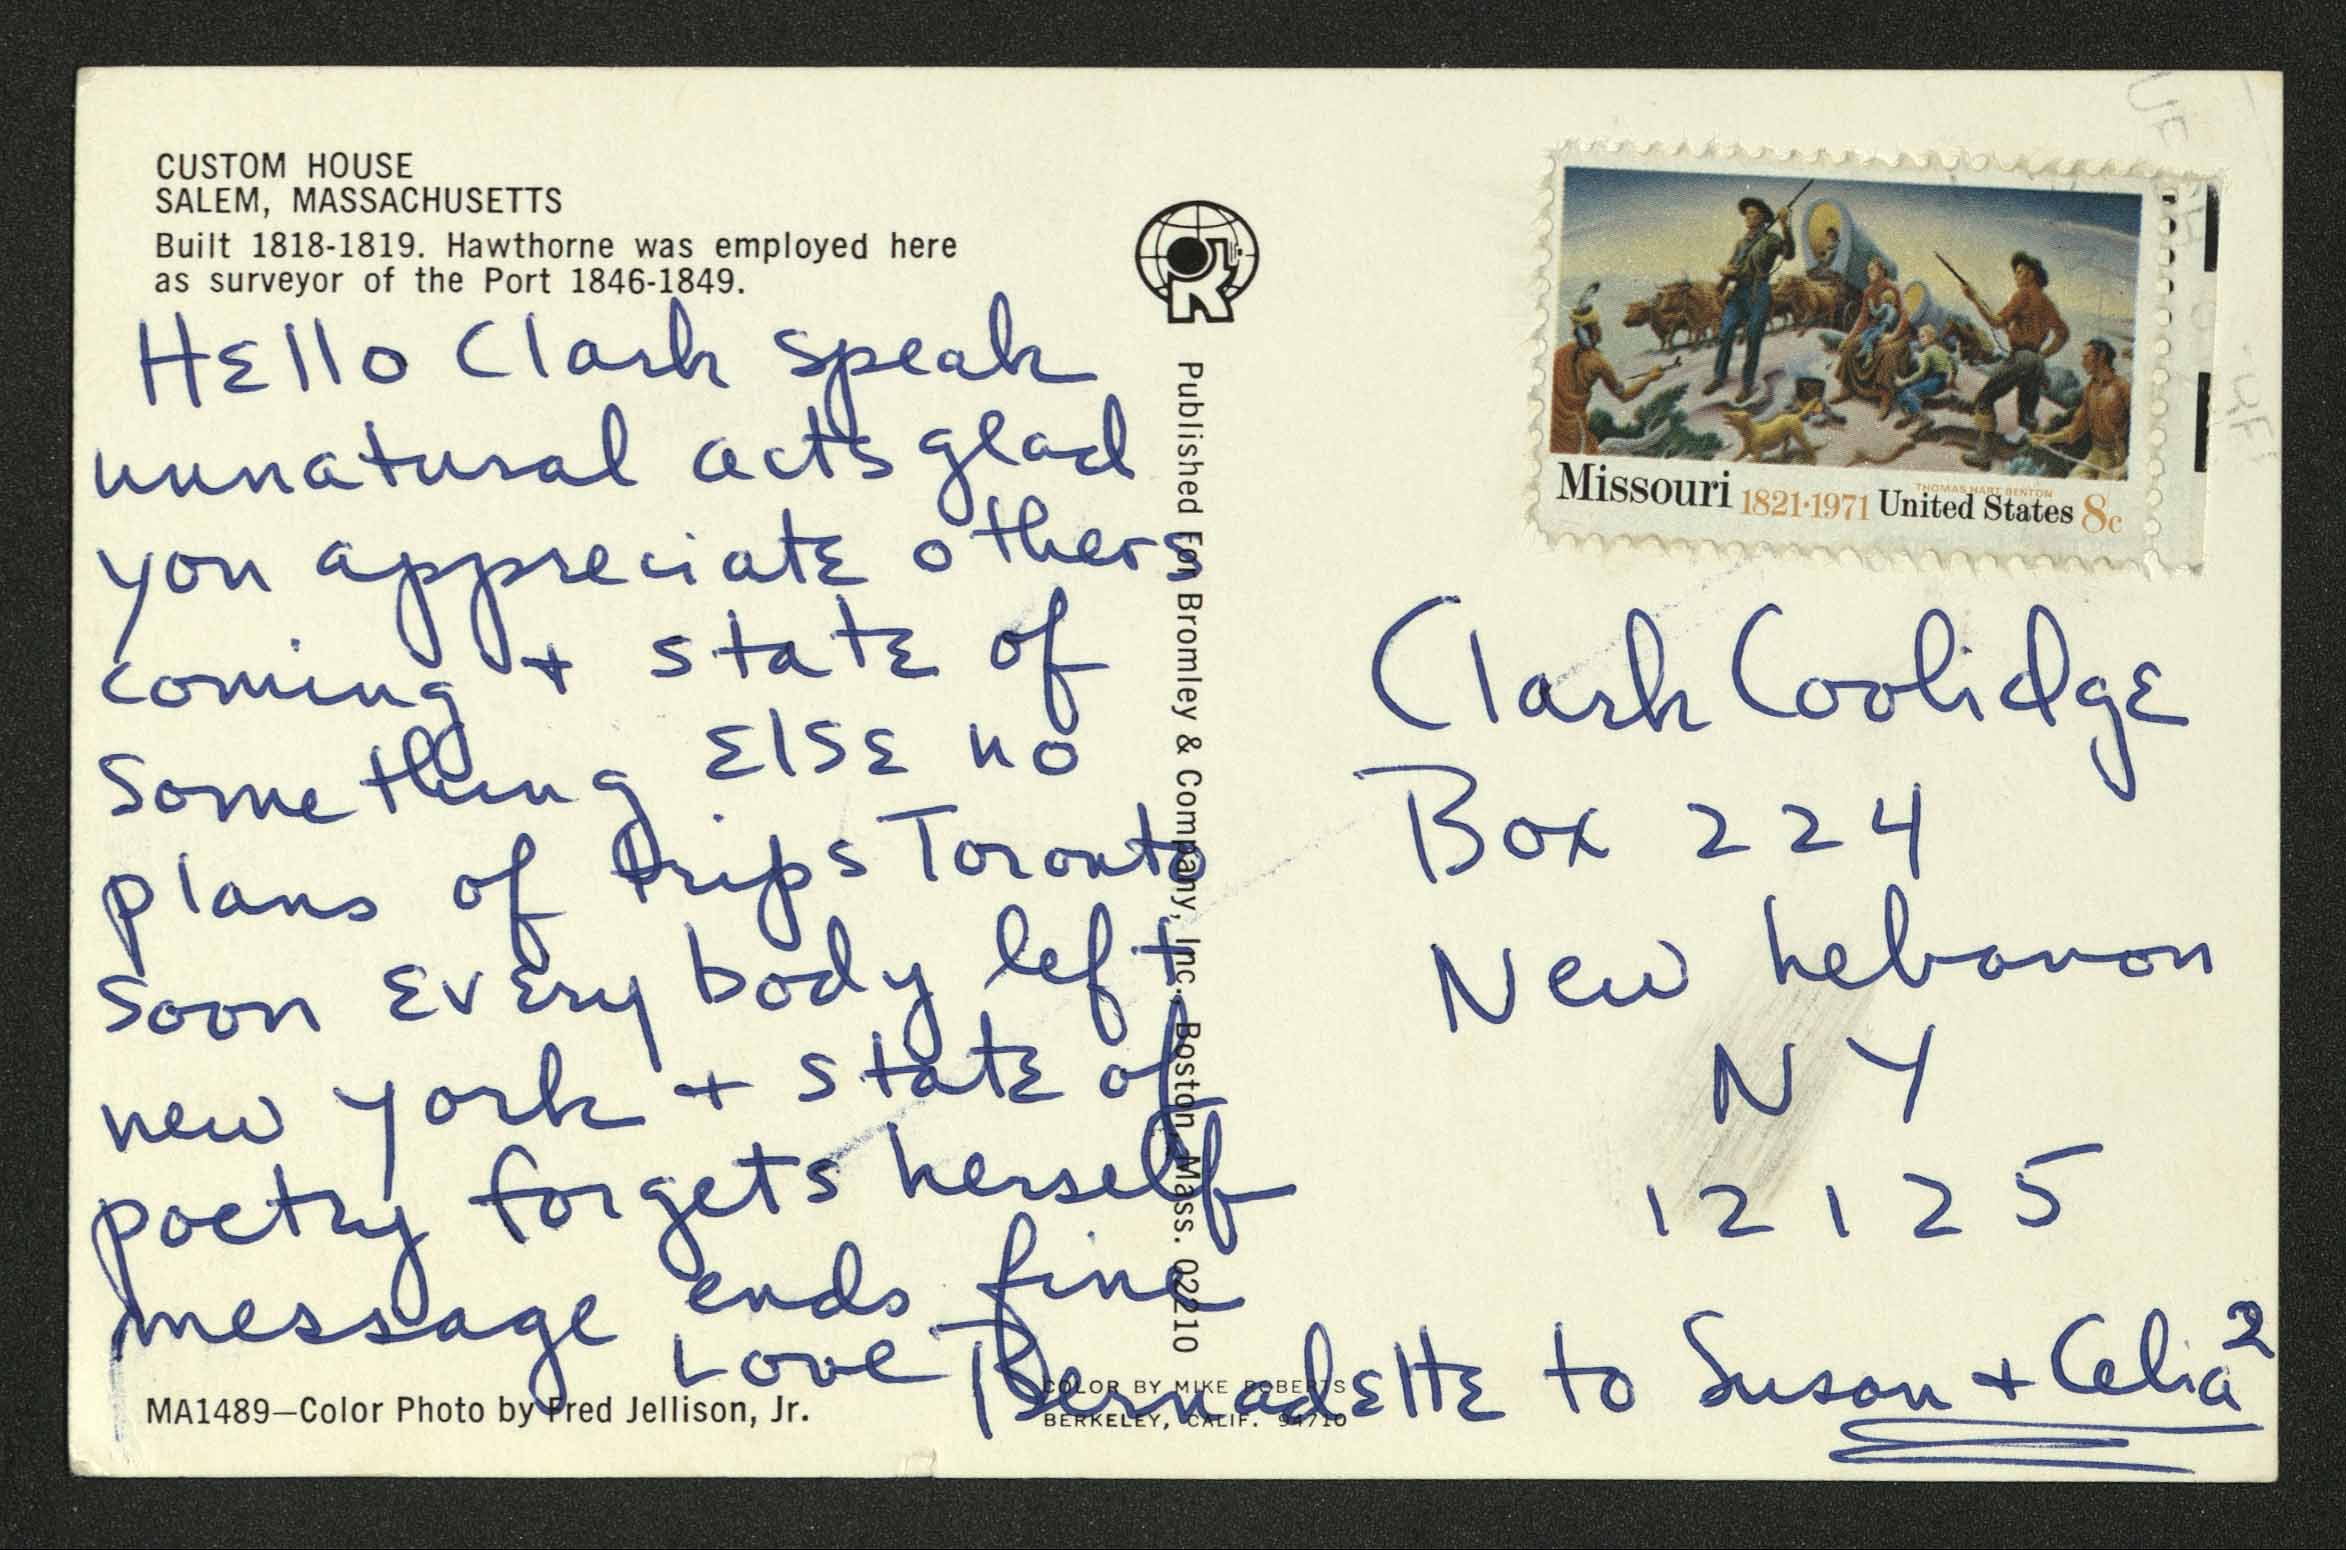 CUSTOM HOUSE
SALEM, MASSACHUSETTS
Built 1818-1819. Hawthorne was employed here
as surveyor of the Port 1846-1849.
Hello Clark speak
unnatural acts glad
you appreciate others
coming + state of
something else no
plans of trips Toronto
soon everybody left
new york + state of
poetry forgets herself
message ends fine
Love Bernadette to Susan + Celia²
MA1489—Color Photo by Fred Jellison, Jr.
Published For Bromley & Company, Inc., Boston, Mass. 02210
COLOR BY MIKE ROBERTS
BERKELEY, CALIF. 94710
THOMAS HART BENTON
Missouri 1821·1971 United States 8c
Clark Coolidge
Box 224
New Lebanon
NY
12125